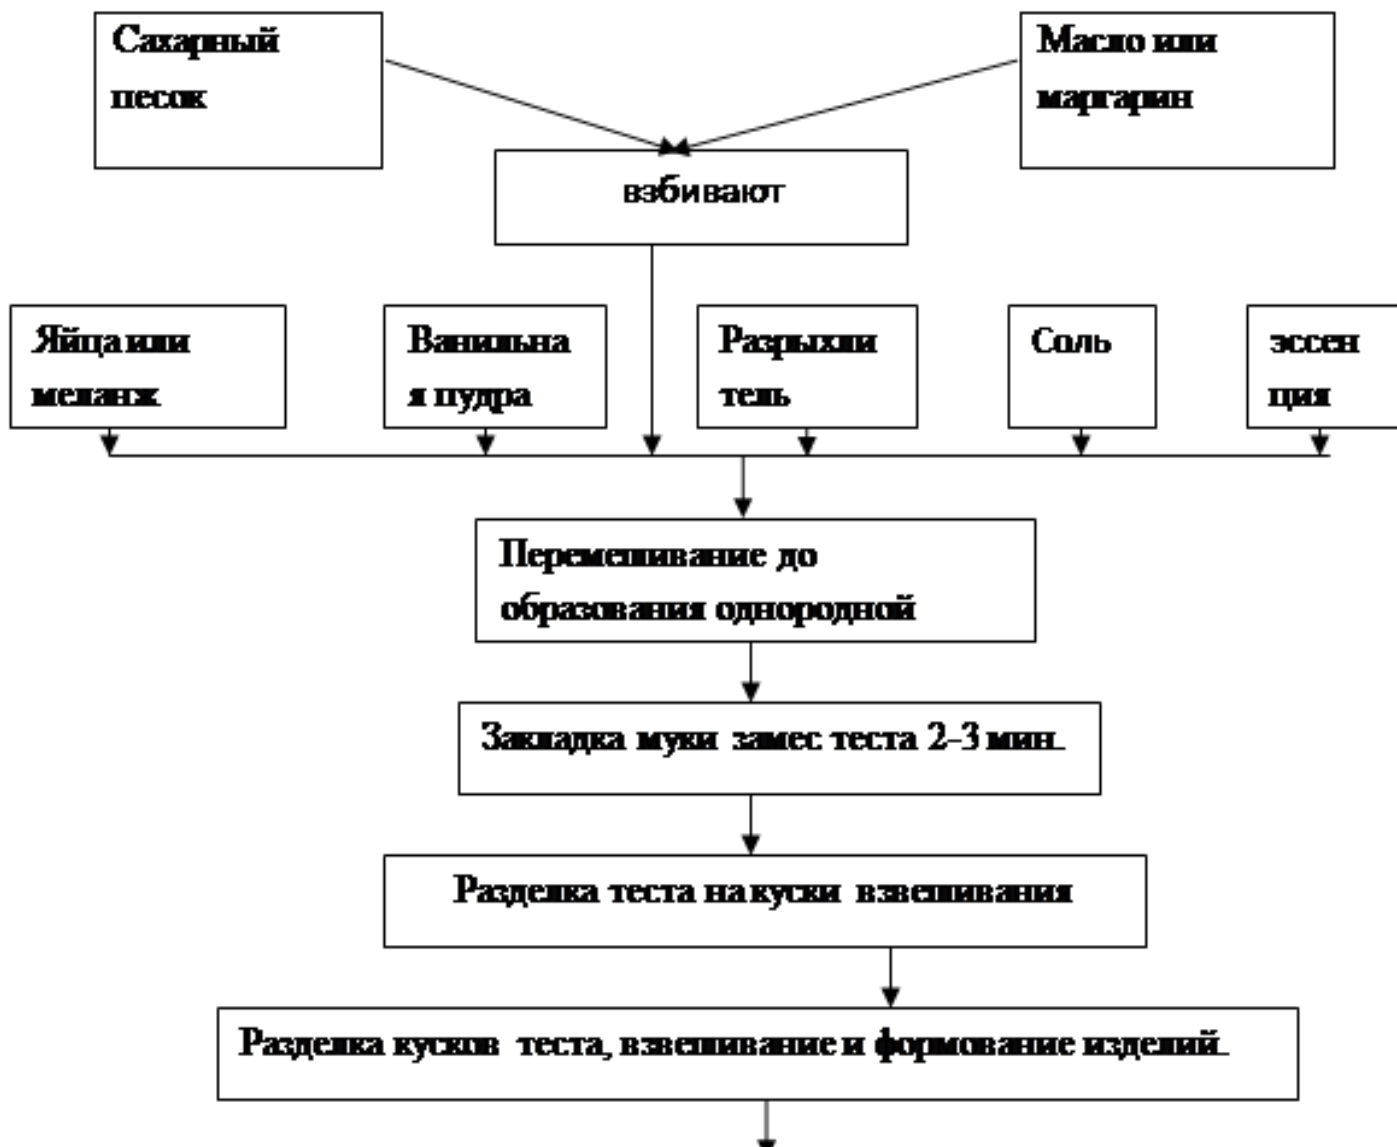 Сахарный
песок
Масло или
маргарин
взбивают
Яйца или
меланж
Ванильна
я пудра
Разрыхли
тель
Соль
эссен
ция
Перемешивание до
образования однородной
Закладка муки замес теста 2-3 мин.
Разделка теста на куски взвешивания
Разделка кусков теста, взвешивание и формование изделий.